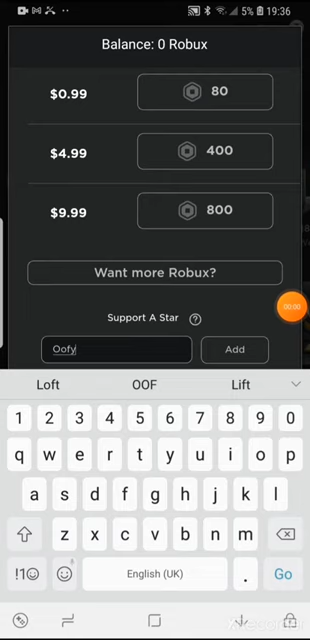 5% 19:36
Balance: 0 Robux
$0.99 80
$4.99 400
$9.99 800
Want more Robux?
00:00
Support A Star ?
Oofy Add
Loft OOF Lift
1 2 3 4 5 6 7 8 9 0
q w e r t y u i o p
a s d f g h j k l
z x c v b n m
!1 English (UK) . Go